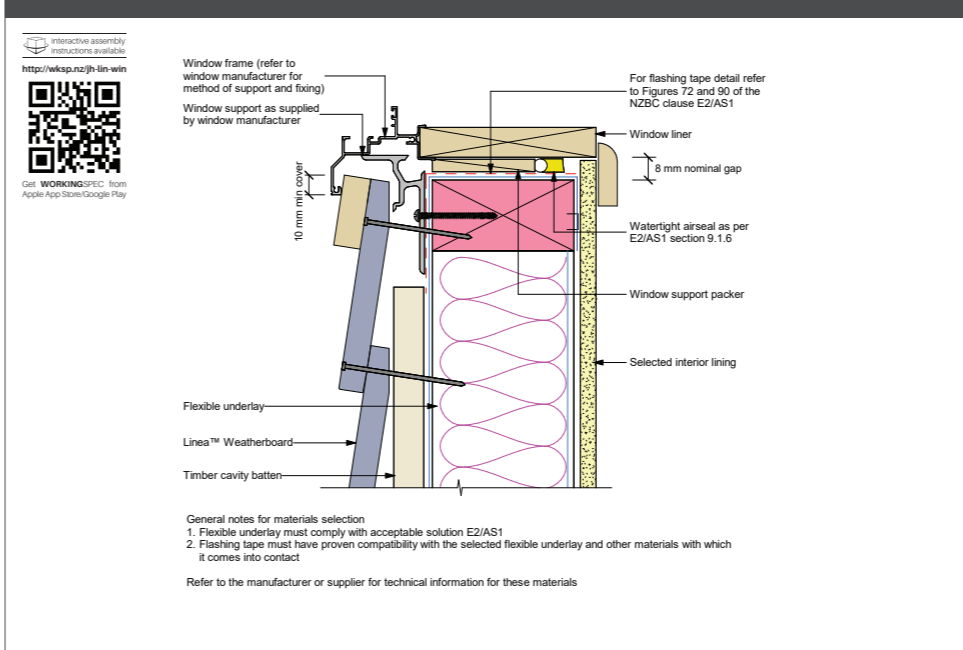 interactive assembly
instructions available
http://wksp.nz/jh-lin-win
Get WORKINGSPEC from
Apple App Store/Google Play
Window frame (refer to
window manufacturer for
method of support and fixing)
Window support as supplied
by window manufacturer
10 mm min cover
For flashing tape detail refer
to Figures 72 and 90 of the
NZBC clause E2/AS1
Window liner
8 mm nominal gap
Watertight airseal as per
E2/AS1 section 9.1.6
Window support packer
Selected interior lining
Flexible underlay
Linea™ Weatherboard
Timber cavity batten
General notes for materials selection
1. Flexible underlay must comply with acceptable solution E2/AS1
2. Flashing tape must have proven compatibility with the selected flexible underlay and other materials with which
it comes into contact
Refer to the manufacturer or supplier for technical information for these materials